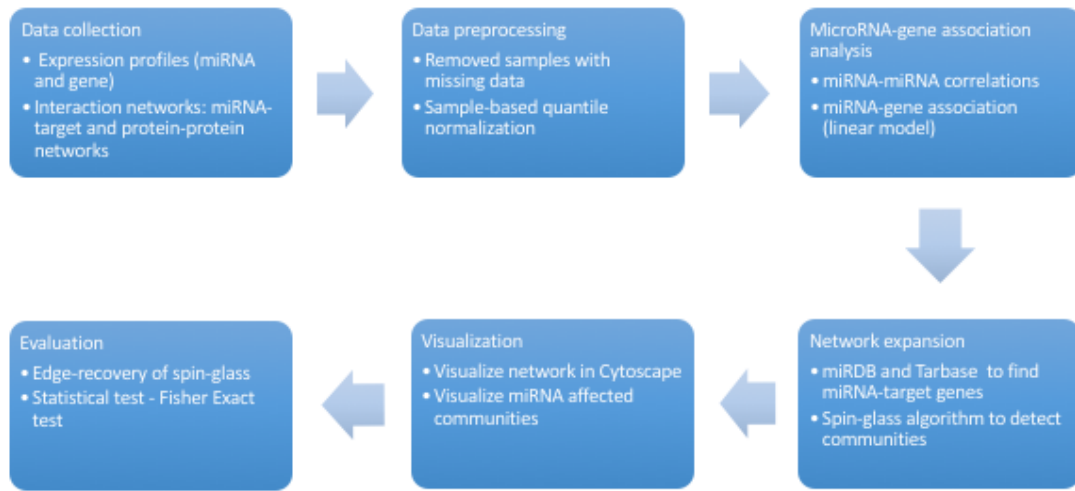 Data collection
• Expression profiles (miRNA
and gene)
• Interaction networks: miRNA-
target and protein-protein
networks
Data preprocessing
• Removed samples with
missing data
• Sample-based quantile
normalization
MicroRNA-gene association
analysis
• miRNA-miRNA correlations
• miRNA-gene association
(linear model)
Network expansion
• miRDB and Tarbase to find
miRNA-target genes
• Spin-glass algorithm to detect
communities
Visualization
• Visualize network in Cytoscape
• Visualize miRNA affected
communities
Evaluation
• Edge-recovery of spin-glass
• Statistical test - Fisher Exact
test